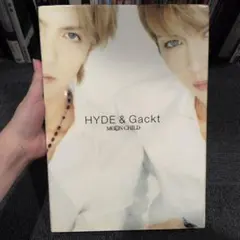 HYDE & Gackt
MOON CHILD